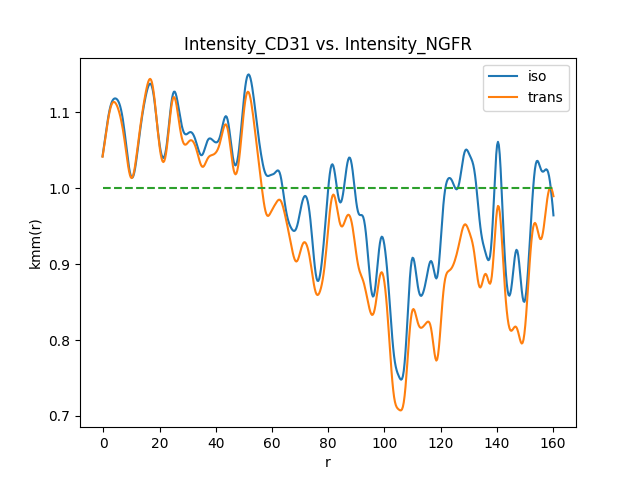 Intensity_CD31 vs. Intensity_NGFR
iso
trans
kmm(r)
1.1
1.0
0.9
0.8
0.7
0 20 40 60 80 100 120 140 160
r